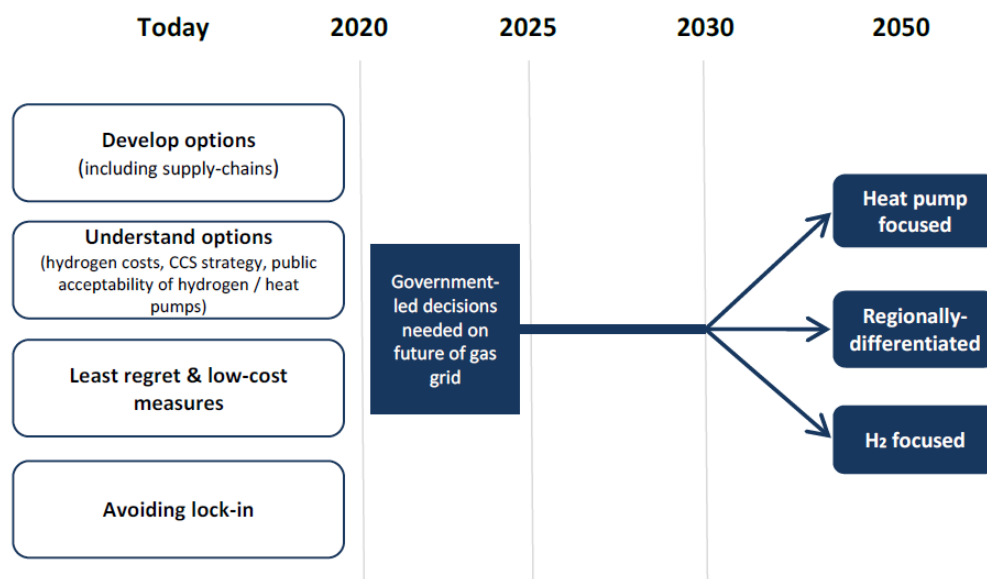 Today 2020 2025 2030 2050
Develop options
(including supply-chains)
Understand options
(hydrogen costs, CCS strategy, public
acceptability of hydrogen / heat
pumps)
Least regret & low-cost
measures
Avoiding lock-in
Government-
led decisions
needed on
future of gas
grid
Heat pump
focused
Regionally-
differentiated
H₂ focused